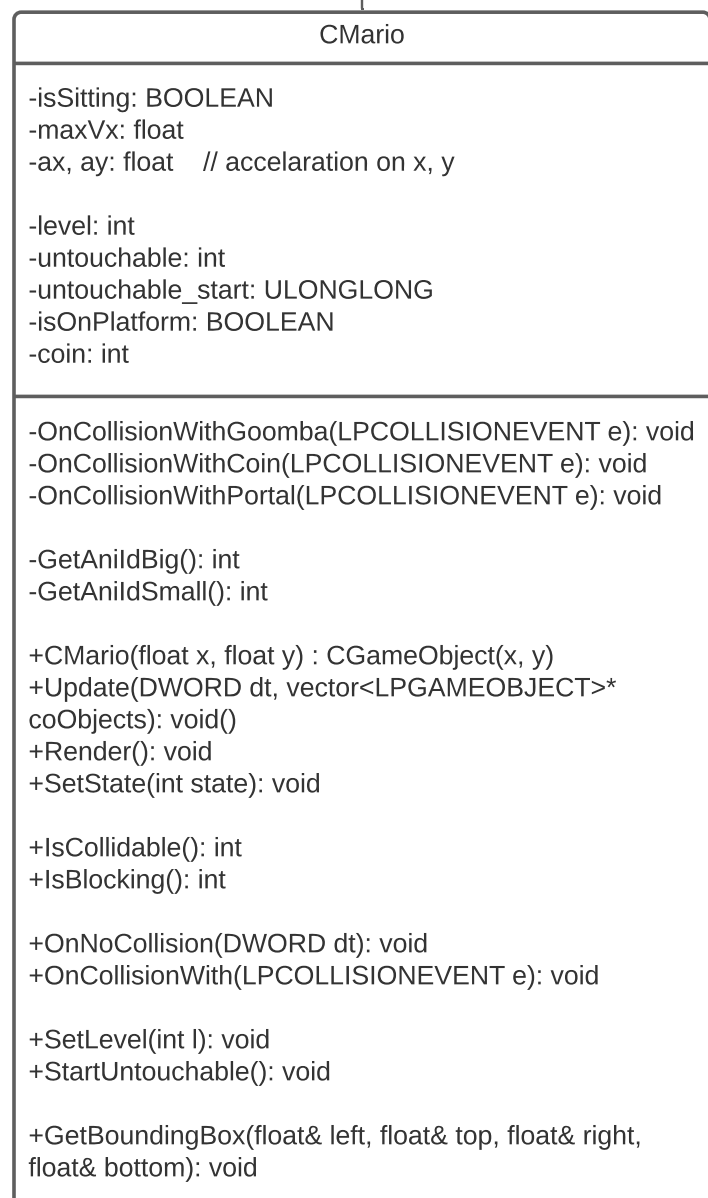 CMario
-isSitting: BOOLEAN
-maxVx: float
-ax, ay: float    // accelaration on x, y
-level: int
-untouchable: int
-untouchable_start: ULONGLONG
-isOnPlatform: BOOLEAN
-coin: int
-OnCollisionWithGoomba(LPCOLLISIONEVENT e): void
-OnCollisionWithCoin(LPCOLLISIONEVENT e): void
-OnCollisionWithPortal(LPCOLLISIONEVENT e): void
-GetAniIdBig(): int
-GetAniIdSmall(): int
+CMario(float x, float y) : CGameObject(x, y)
+Update(DWORD dt, vector<LPGAMEOBJECT>*
coObjects): void()
+Render(): void
+SetState(int state): void
+IsCollidable(): int
+IsBlocking(): int
+OnNoCollision(DWORD dt): void
+OnCollisionWith(LPCOLLISIONEVENT e): void
+SetLevel(int l): void
+StartUntouchable(): void
+GetBoundingBox(float& left, float& top, float& right,
float& bottom): void